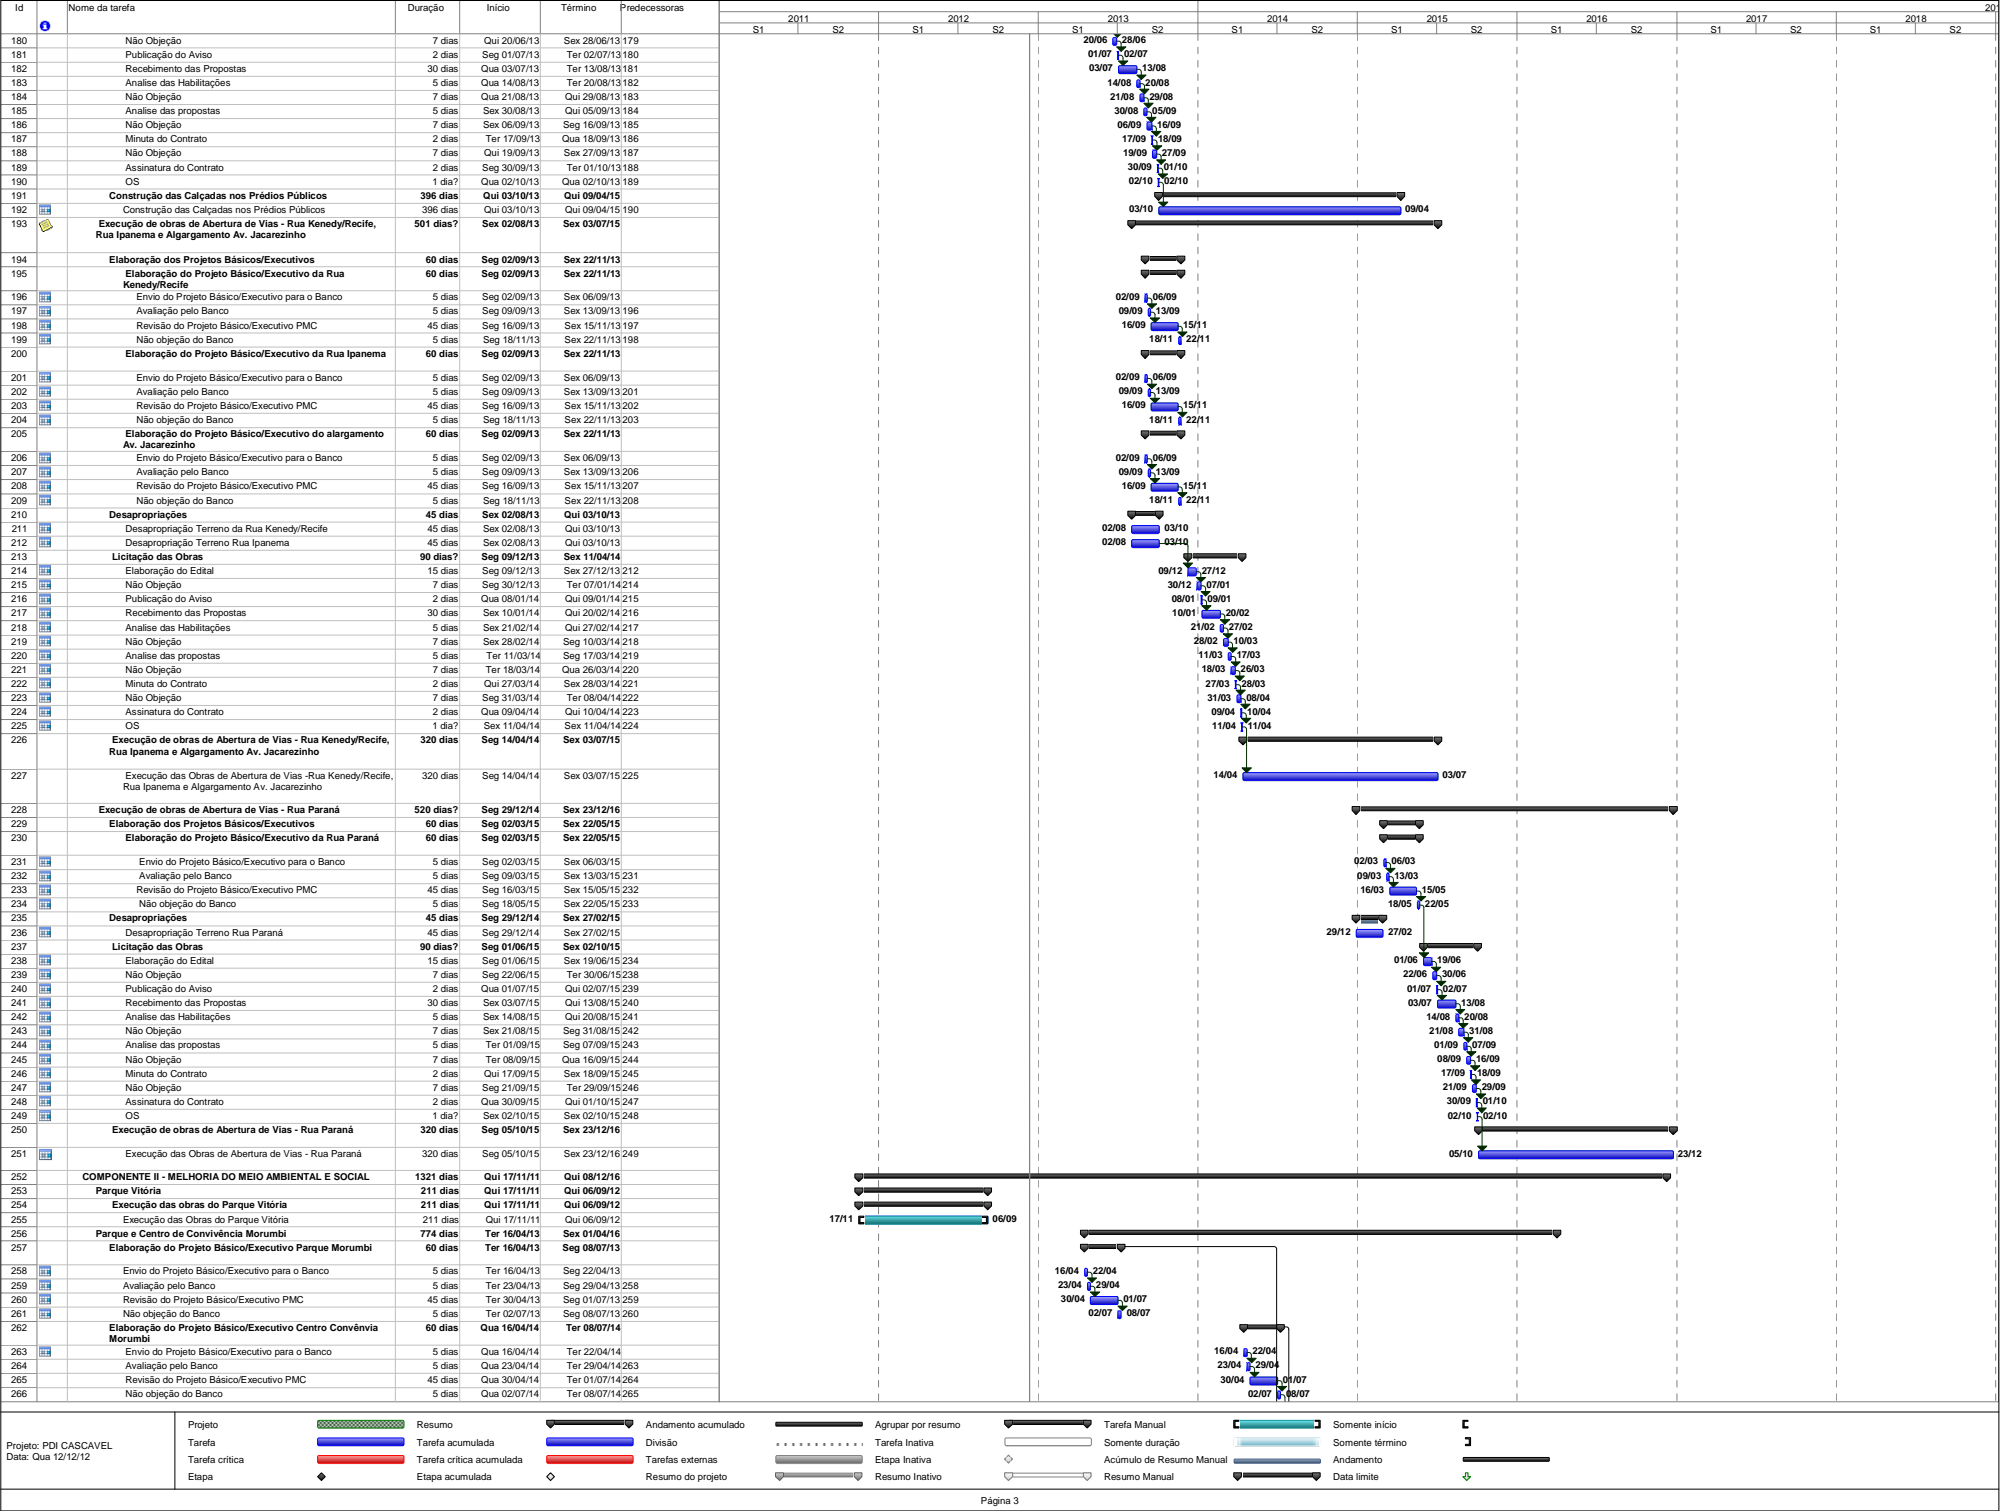 Id Nome da tarefa Duração Início Término Predecessoras
2011 2012 2013 2014 2015 2016 2017 2018 201
S1 S2 S1 S2 S1 S2 S1 S2 S1 S2 S1 S2 S1 S2 S1 S2
180 Não Objeção 7 dias Qui 20/06/13 Sex 28/06/13 179 20/06 28/06
181 Publicação do Aviso 2 dias Seg 01/07/13 Ter 02/07/13 180 01/07 02/07
182 Recebimento das Propostas 30 dias Qua 03/07/13 Ter 13/08/13 181 03/07 13/08
183 Analise das Habilitações 5 dias Qua 14/08/13 Ter 20/08/13 182 14/08 20/08
184 Não Objeção 7 dias Qua 21/08/13 Qui 29/08/13 183 21/08 29/08
185 Analise das propostas 5 dias Sex 30/08/13 Qui 05/09/13 184 30/08 05/09
186 Não Objeção 7 dias Sex 06/09/13 Seg 16/09/13 185 06/09 16/09
187 Minuta do Contrato 2 dias Ter 17/09/13 Qua 18/09/13 186 17/09 18/09
188 Não Objeção 7 dias Qui 19/09/13 Sex 27/09/13 187 19/09 27/09
189 Assinatura do Contrato 2 dias Seg 30/09/13 Ter 01/10/13 188 30/09 01/10
190 OS 1 dia? Qua 02/10/13 Qua 02/10/13 189 02/10 02/10
191 Construção das Calçadas nos Prédios Públicos 396 dias Qui 03/10/13 Qui 09/04/15
192 Construção das Calçadas nos Prédios Públicos 396 dias Qui 03/10/13 Qui 09/04/15 190 03/10 09/04
193 Execução de obras de Abertura de Vias - Rua Kenedy/Recife, 501 dias? Sex 02/08/13 Sex 03/07/15
Rua Ipanema e Algargamento Av. Jacarezinho
194 Elaboração dos Projetos Básicos/Executivos 60 dias Seg 02/09/13 Sex 22/11/13
195 Elaboração do Projeto Básico/Executivo da Rua 60 dias Seg 02/09/13 Sex 22/11/13
Kenedy/Recife
196 Envio do Projeto Básico/Executivo para o Banco 5 dias Seg 02/09/13 Sex 06/09/13 02/09 06/09
197 Avaliação pelo Banco 5 dias Seg 09/09/13 Sex 13/09/13 196 09/09 13/09
198 Revisão do Projeto Básico/Executivo PMC 45 dias Seg 16/09/13 Sex 15/11/13 197 16/09 15/11
199 Não objeção do Banco 5 dias Seg 18/11/13 Sex 22/11/13 198 18/11 22/11
200 Elaboração do Projeto Básico/Executivo da Rua Ipanema 60 dias Seg 02/09/13 Sex 22/11/13
201 Envio do Projeto Básico/Executivo para o Banco 5 dias Seg 02/09/13 Sex 06/09/13 02/09 06/09
202 Avaliação pelo Banco 5 dias Seg 09/09/13 Sex 13/09/13 201 09/09 13/09
203 Revisão do Projeto Básico/Executivo PMC 45 dias Seg 16/09/13 Sex 15/11/13 202 16/09 15/11
204 Não objeção do Banco 5 dias Seg 18/11/13 Sex 22/11/13 203 18/11 22/11
205 Elaboração do Projeto Básico/Executivo do alargamento 60 dias Seg 02/09/13 Sex 22/11/13
Av. Jacarezinho
206 Envio do Projeto Básico/Executivo para o Banco 5 dias Seg 02/09/13 Sex 06/09/13 02/09 06/09
207 Avaliação pelo Banco 5 dias Seg 09/09/13 Sex 13/09/13 206 09/09 13/09
208 Revisão do Projeto Básico/Executivo PMC 45 dias Seg 16/09/13 Sex 15/11/13 207 16/09 15/11
209 Não objeção do Banco 5 dias Seg 18/11/13 Sex 22/11/13 208 18/11 22/11
210 Desapropriações 45 dias Sex 02/08/13 Qui 03/10/13
211 Desapropriação Terreno da Rua Kenedy/Recife 45 dias Sex 02/08/13 Qui 03/10/13 02/08 03/10
212 Desapropriação Terreno Rua Ipanema 45 dias Sex 02/08/13 Qui 03/10/13 02/08 03/10
213 Licitação das Obras 90 dias? Seg 09/12/13 Sex 11/04/14
214 Elaboração do Edital 15 dias Seg 09/12/13 Sex 27/12/13 212 09/12 27/12
215 Não Objeção 7 dias Seg 30/12/13 Ter 07/01/14 214 30/12 07/01
216 Publicação do Aviso 2 dias Qua 08/01/14 Qui 09/01/14 215 08/01 09/01
217 Recebimento das Propostas 30 dias Sex 10/01/14 Qui 20/02/14 216 10/01 20/02
218 Analise das Habilitações 5 dias Sex 21/02/14 Qui 27/02/14 217 21/02 27/02
219 Não Objeção 7 dias Sex 28/02/14 Seg 10/03/14 218 28/02 10/03
220 Analise das propostas 5 dias Ter 11/03/14 Seg 17/03/14 219 11/03 17/03
221 Não Objeção 7 dias Ter 18/03/14 Qua 26/03/14 220 18/03 26/03
222 Minuta do Contrato 2 dias Qui 27/03/14 Sex 28/03/14 221 27/03 28/03
223 Não Objeção 7 dias Seg 31/03/14 Ter 08/04/14 222 31/03 08/04
224 Assinatura do Contrato 2 dias Qua 09/04/14 Qui 10/04/14 223 09/04 10/04
225 OS 1 dia? Sex 11/04/14 Sex 11/04/14 224 11/04 11/04
226 Execução de obras de Abertura de Vias - Rua Kenedy/Recife, 320 dias Seg 14/04/14 Sex 03/07/15
Rua Ipanema e Algargamento Av. Jacarezinho
227 Execução das Obras de Abertura de Vias -Rua Kenedy/Recife, 320 dias Seg 14/04/14 Sex 03/07/15 225 14/04 03/07
Rua Ipanema e Algargamento Av. Jacarezinho
228 Execução de obras de Abertura de Vias - Rua Paraná 520 dias? Seg 29/12/14 Sex 23/12/16
229 Elaboração dos Projetos Básicos/Executivos 60 dias Seg 02/03/15 Sex 22/05/15
230 Elaboração do Projeto Básico/Executivo da Rua Paraná 60 dias Seg 02/03/15 Sex 22/05/15
231 Envio do Projeto Básico/Executivo para o Banco 5 dias Seg 02/03/15 Sex 06/03/15 02/03 06/03
232 Avaliação pelo Banco 5 dias Seg 09/03/15 Sex 13/03/15 231 09/03 13/03
233 Revisão do Projeto Básico/Executivo PMC 45 dias Seg 16/03/15 Sex 15/05/15 232 16/03 15/05
234 Não objeção do Banco 5 dias Seg 18/05/15 Sex 22/05/15 233 18/05 22/05
235 Desapropriações 45 dias Seg 29/12/14 Sex 27/02/15
236 Desapropriação Terreno Rua Paraná 45 dias Seg 29/12/14 Sex 27/02/15 29/12 27/02
237 Licitação das Obras 90 dias? Seg 01/06/15 Sex 02/10/15
238 Elaboração do Edital 15 dias Seg 01/06/15 Sex 19/06/15 234 01/06 19/06
239 Não Objeção 7 dias Seg 22/06/15 Ter 30/06/15 238 22/06 30/06
240 Publicação do Aviso 2 dias Qua 01/07/15 Qui 02/07/15 239 01/07 02/07
241 Recebimento das Propostas 30 dias Sex 03/07/15 Qui 13/08/15 240 03/07 13/08
242 Analise das Habilitações 5 dias Sex 14/08/15 Qui 20/08/15 241 14/08 20/08
243 Não Objeção 7 dias Sex 21/08/15 Seg 31/08/15 242 21/08 31/08
244 Analise das propostas 5 dias Ter 01/09/15 Seg 07/09/15 243 01/09 07/09
245 Não Objeção 7 dias Ter 08/09/15 Qua 16/09/15 244 08/09 16/09
246 Minuta do Contrato 2 dias Qui 17/09/15 Sex 18/09/15 245 17/09 18/09
247 Não Objeção 7 dias Seg 21/09/15 Ter 29/09/15 246 21/09 29/09
248 Assinatura do Contrato 2 dias Qua 30/09/15 Qui 01/10/15 247 30/09 01/10
249 OS 1 dia? Sex 02/10/15 Sex 02/10/15 248 02/10 02/10
250 Execução de obras de Abertura de Vias - Rua Paraná 320 dias Seg 05/10/15 Sex 23/12/16
251 Execução das Obras de Abertura de Vias - Rua Paraná 320 dias Seg 05/10/15 Sex 23/12/16 249 05/10 23/12
252 COMPONENTE II - MELHORIA DO MEIO AMBIENTAL E SOCIAL 1321 dias Qui 17/11/11 Qui 08/12/16
253 Parque Vitória 211 dias Qui 17/11/11 Qui 06/09/12
254 Execução das obras do Parque Vitória 211 dias Qui 17/11/11 Qui 06/09/12
255 Execução das Obras do Parque Vitória 211 dias Qui 17/11/11 Qui 06/09/12 17/11 06/09
256 Parque e Centro de Convivência Morumbi 774 dias Ter 16/04/13 Sex 01/04/16
257 Elaboração do Projeto Básico/Executivo Parque Morumbi 60 dias Ter 16/04/13 Seg 08/07/13
258 Envio do Projeto Básico/Executivo para o Banco 5 dias Ter 16/04/13 Seg 22/04/13 16/04 22/04
259 Avaliação pelo Banco 5 dias Ter 23/04/13 Seg 29/04/13 258 23/04 29/04
260 Revisão do Projeto Básico/Executivo PMC 45 dias Ter 30/04/13 Seg 01/07/13 259 30/04 01/07
261 Não objeção do Banco 5 dias Ter 02/07/13 Seg 08/07/13 260 02/07 08/07
262 Elaboração do Projeto Básico/Executivo Centro Convênvia 60 dias Qua 16/04/14 Ter 08/07/14
Morumbi
263 Envio do Projeto Básico/Executivo para o Banco 5 dias Qua 16/04/14 Ter 22/04/14 16/04 22/04
264 Avaliação pelo Banco 5 dias Qua 23/04/14 Ter 29/04/14 263 23/04 29/04
265 Revisão do Projeto Básico/Executivo PMC 45 dias Qua 30/04/14 Ter 01/07/14 264 30/04 01/07
266 Não objeção do Banco 5 dias Qua 02/07/14 Ter 08/07/14 265 02/07 08/07
Projeto: PDI CASCAVEL
Data: Qua 12/12/12
Projeto Resumo Andamento acumulado Agrupar por resumo Tarefa Manual Somente início
Tarefa Tarefa acumulada Divisão Tarefa Inativa Somente duração Somente término
Tarefa crítica Tarefa crítica acumulada Tarefas externas Etapa Inativa Acúmulo de Resumo Manual Andamento
Etapa Etapa acumulada Resumo do projeto Resumo Inativo Resumo Manual Data limite
Página 3